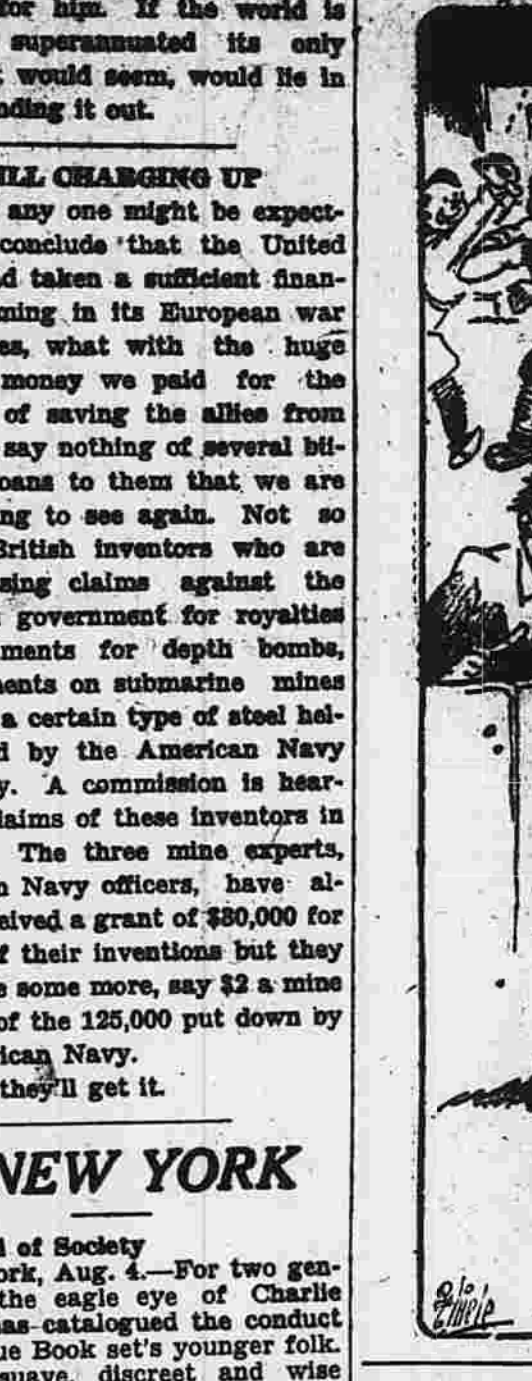 for him. If the world is
superannuated its only
would seem, would lie in
nding it out.
ILL CHARGING UP
any one might be expect-
conclude that the United
d taken a sufficient finan-
ming in its European war
es, what with the huge
money we paid for the
of saving the allies from
say nothing of several bil-
oans to them that we are
ng to see again. Not so
British inventors who are
sing claims against the
government for royalties
ments for depth bombs,
ents on submarine mines
a certain type of steel hel-
d by the American Navy
y. A commission is hear-
laims of these inventors in
The three mine experts,
n Navy officers, have al-
eived a grant of $80,000 for
f their inventions but they
e some more, say $2 a mine
of the 125,000 put down by
ican Navy.
they'll get it.
NEW YORK
l of Society
ork, Aug. 4.—For two gen-
the eagle eye of Charlie
has catalogued the conduct
ue Book set's younger folk.
suave, discreet and wise